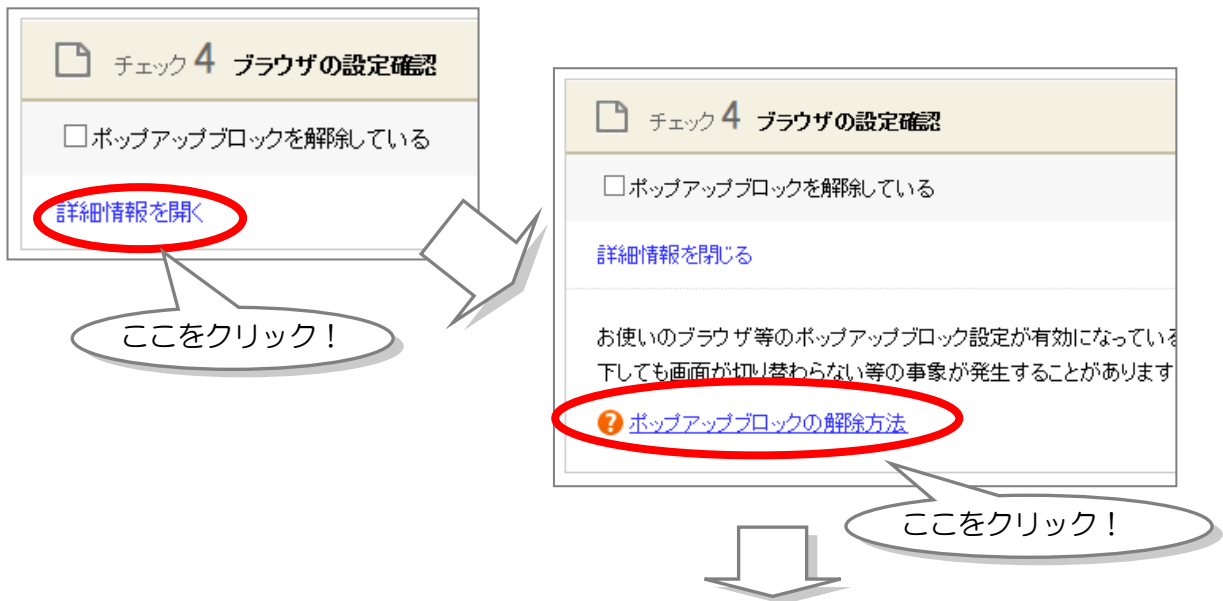 チェック4 ブラウザの設定確認
ポップアップブロックを解除している
詳細情報を開く
ここをクリック！
チェック4 ブラウザの設定確認
ポップアップブロックを解除している
詳細情報を閉じる
お使いのブラウザ等のポップアップブロック設定が有効になっている
下しても画面が切り替わらない等の事象が発生することがあります
ポップアップブロックの解除方法
ここをクリック！